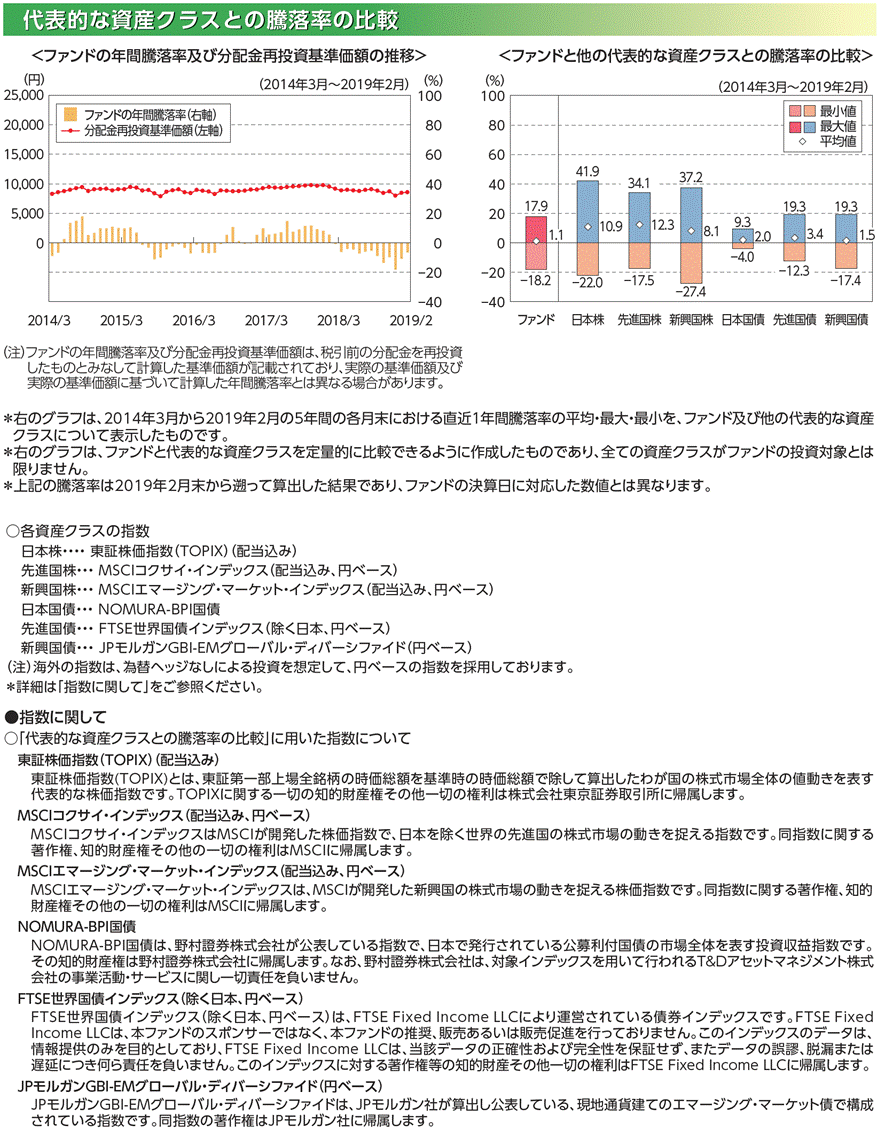 代表的な資産クラスとの騰落率の比較
＜ファンドの年間騰落率及び分配金再投資基準価額の推移＞
(円)
(2014年3月～2019年2月)
(%)
25,000
20,000
15,000
10,000
5,000
0
100
80
60
40
20
0
−20
−40
ファンドの年間騰落率(右軸)
分配金再投資基準価額(左軸)
2014/3 2015/3 2016/3 2017/3 2018/3 2019/2
(注)ファンドの年間騰落率及び分配金再投資基準価額は、税引前の分配金を再投資
したものとみなして計算した基準価額が記載されており、実際の基準価額及び
実際の基準価額に基づいて計算した年間騰落率とは異なる場合があります。
＜ファンドと他の代表的な資産クラスとの騰落率の比較＞
(%)
(2014年3月～2019年2月)
100
80
60
40
20
0
−20
−40
最小値
最大値
平均値
17.9 41.9 34.1 37.2 9.3 19.3 19.3
1.1 10.9 12.3 8.1 2.0 3.4 1.5
−18.2 −22.0 −17.5 −27.4 −4.0 −12.3 −17.4
ファンド 日本株 先進国株 新興国株 日本国債 先進国債 新興国債
＊右のグラフは、2014年3月から2019年2月の5年間の各月末における直近1年間騰落率の平均・最大・最小を、ファンド及び他の代表的な資産
クラスについて表示したものです。
＊右のグラフは、ファンドと代表的な資産クラスを定量的に比較できるように作成したものであり、全ての資産クラスがファンドの投資対象とは
限りません。
＊上記の騰落率は2019年2月末から遡って算出した結果であり、ファンドの決算日に対応した数値とは異なります。
○各資産クラスの指数
日本株・・・・ 東証株価指数(TOPIX)(配当込み)
先進国株・・・ MSCIコクサイ・インデックス(配当込み、円ベース)
新興国株・・・ MSCIエマージング・マーケット・インデックス(配当込み、円ベース)
日本国債・・・ NOMURA-BPI国債
先進国債・・・ FTSE世界国債インデックス(除く日本、円ベース)
新興国債・・・ JPモルガンGBI-EMグローバル・ディバーシファイド(円ベース)
(注)海外の指数は、為替ヘッジなしによる投資を想定して、円ベースの指数を採用しております。
＊詳細は「指数に関して」をご参照ください。
●指数に関して
○「代表的な資産クラスとの騰落率の比較」に用いた指数について
東証株価指数(TOPIX)(配当込み)
東証株価指数(TOPIX)とは、東証第一部上場全銘柄の時価総額を基準時の時価総額で除して算出したわが国の株式市場全体の値動きを表す
代表的な株価指数です。TOPIXに関する一切の知的財産権その他一切の権利は株式会社東京証券取引所に帰属します。
MSCIコクサイ・インデックス(配当込み、円ベース)
MSCIコクサイ・インデックスはMSCIが開発した株価指数で、日本を除く世界の先進国の株式市場の動きを捉える指数です。同指数に関する
著作権、知的財産権その他の一切の権利はMSCIに帰属します。
MSCIエマージング・マーケット・インデックス(配当込み、円ベース)
MSCIエマージング・マーケット・インデックスは、MSCIが開発した新興国の株式市場の動きを捉える株価指数です。同指数に関する著作権、知的
財産権その他の一切の権利はMSCIに帰属します。
NOMURA-BPI国債
NOMURA-BPI国債は、野村證券株式会社が公表している指数で、日本で発行されている公募利付国債の市場全体を表す投資収益指数です。
その知的財産権は野村證券株式会社に帰属します。なお、野村證券株式会社は、対象インデックスを用いて行われるT&Dアセットマネジメント株式
会社の事業活動・サービスに関し一切責任を負いません。
FTSE世界国債インデックス(除く日本、円ベース)
FTSE世界国債インデックス(除く日本、円ベース)は、FTSE Fixed Income LLCにより運営されている債券インデックスです。FTSE Fixed
Income LLCは、本ファンドのスポンサーではなく、本ファンドの推奨、販売あるいは販売促進を行っておりません。このインデックスのデータは、
情報提供のみを目的としており、FTSE Fixed Income LLCは、当該データの正確性および完全性を保証せず、またデータの誤謬、脱漏または
遅延につき何ら責任を負いません。このインデックスに対する著作権等の知的財産その他一切の権利はFTSE Fixed Income LLCに帰属します。
JPモルガンGBI-EMグローバル・ディバーシファイド(円ベース)
JPモルガンGBI-EMグローバル・ディバーシファイドは、JPモルガン社が算出し公表している、現地通貨建てのエマージング・マーケット債で構成
されている指数です。同指数の著作権はJPモルガン社に帰属します。